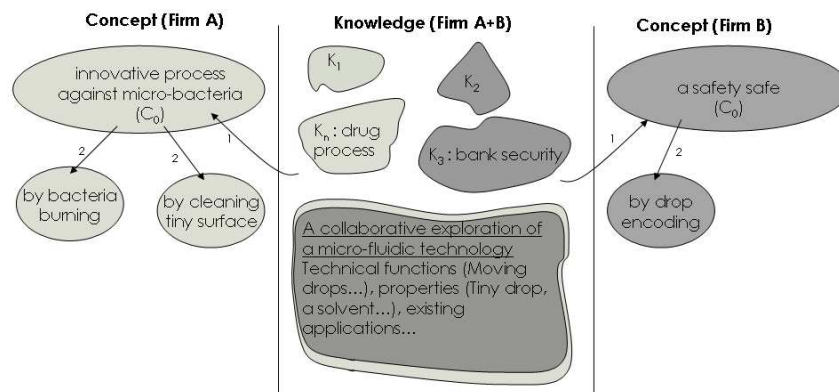 Concept (Firm A)
innovative process
against micro-bacteria
(C0)
2
2
1
by bacteria
burning
by cleaning
tiny surface
Knowledge (Firm A+B)
K1
K2
Kn : drug
process
K3 : bank security
A collaborative exploration of
a micro-fluidic technology
Technical functions (Moving
drops...), properties (Tiny drop,
a solvent...), existing
applications...
Concept (Firm B)
a safety safe
(C0)
1
2
by drop
encoding